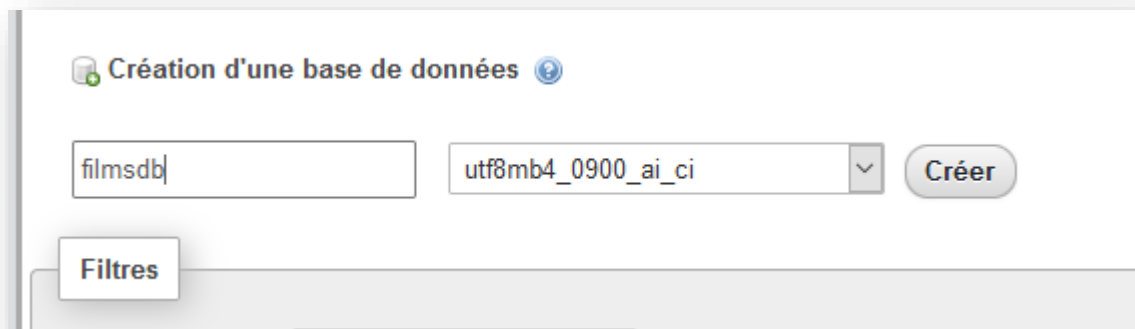 Création d'une base de données
filmsdb
utf8mb4_0900_ai_ci
Créer
Filtres